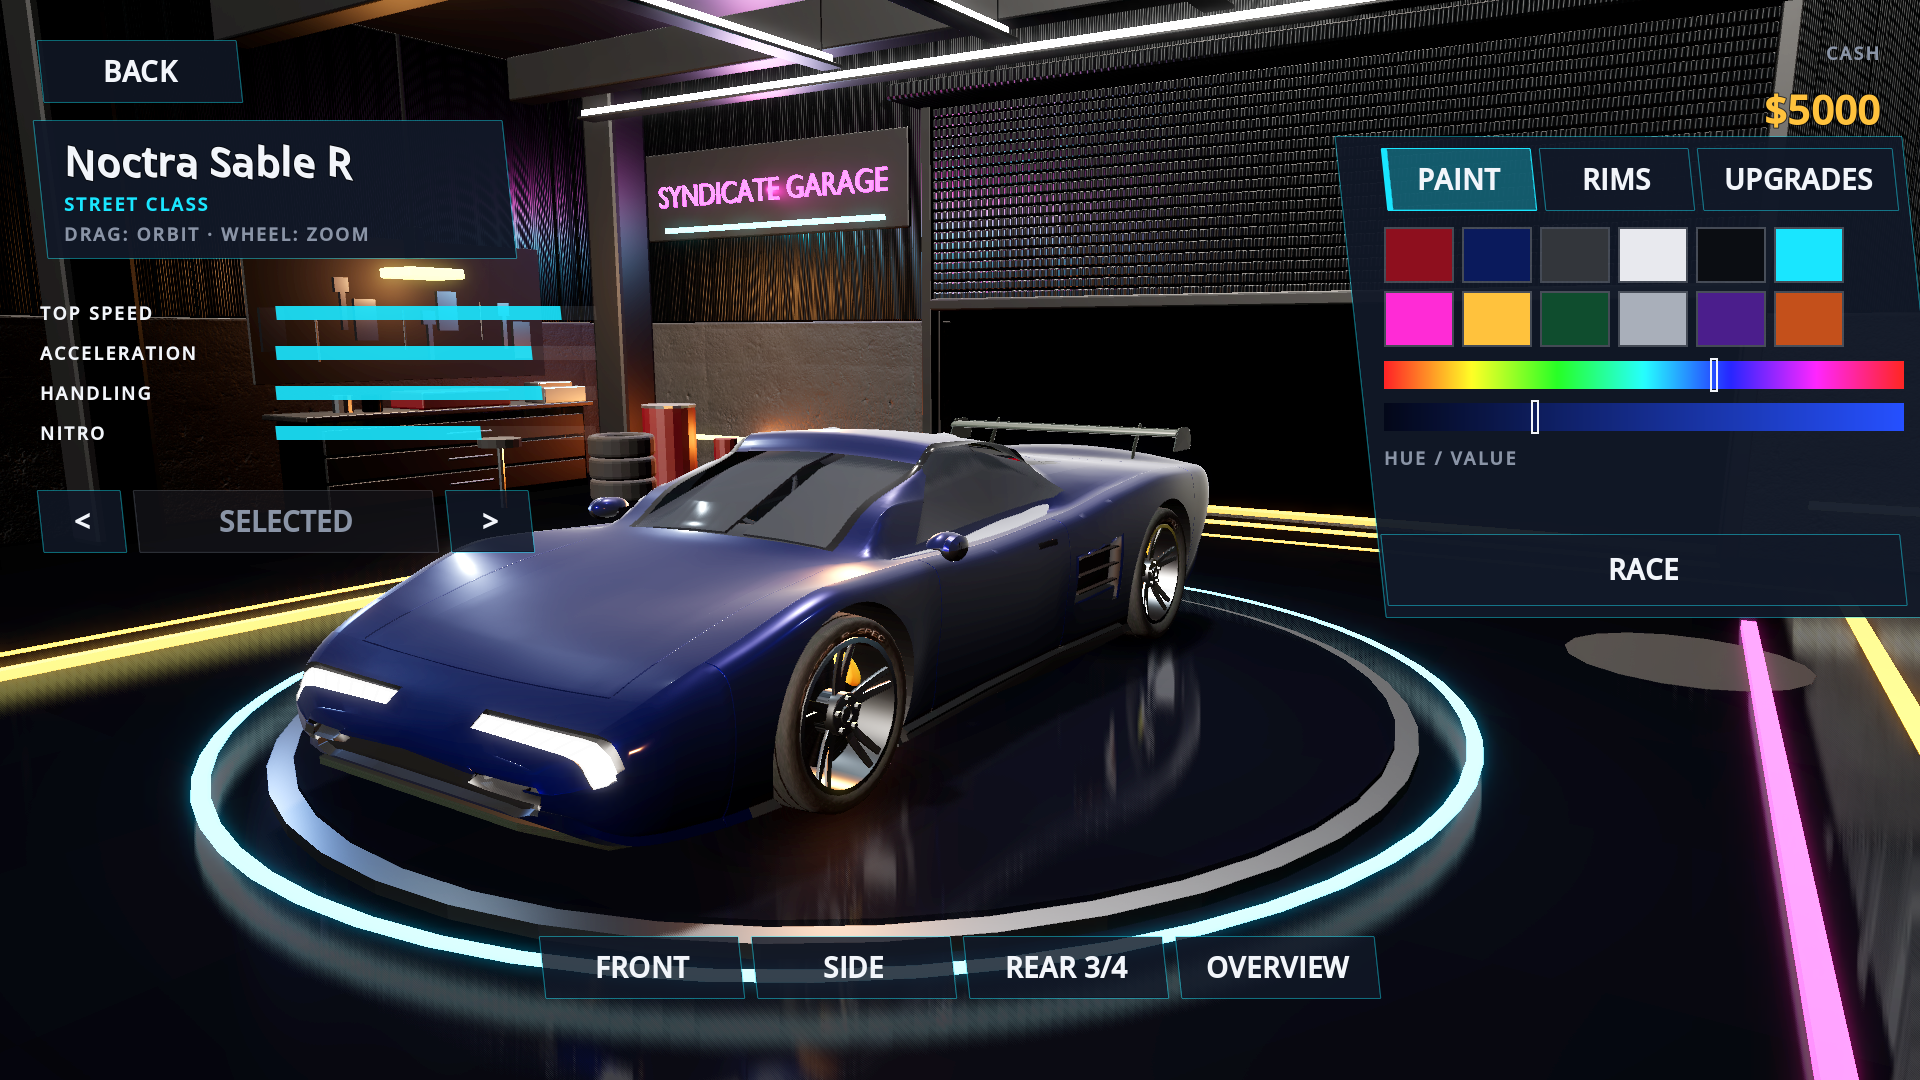 BACK
CASH
$5000
Noctra Sable R
STREET CLASS
DRAG: ORBIT · WHEEL: ZOOM
SYNDICATE GARAGE
PAINT
RIMS
UPGRADES
TOP SPEED
ACCELERATION
HANDLING
NITRO
HUE / VALUE
<
SELECTED
>
RACE
R-SPEC
FRONT
SIDE
REAR 3/4
OVERVIEW